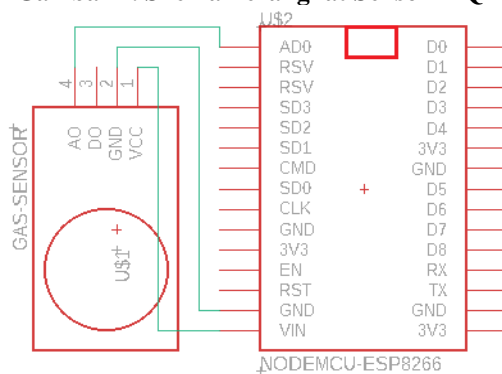 U$2
4
3
2
1
AO
DO
GND
VCC
GAS-SENSOR
U$1
AD0 D0
RSV D1
RSV D2
SD3 D3
SD2 D4
SD1 3V3
CMD GND
SD0 D5
CLK D6
GND D7
3V3 D8
EN RX
RST TX
GND GND
VIN 3V3
NODEMCU-ESP8266